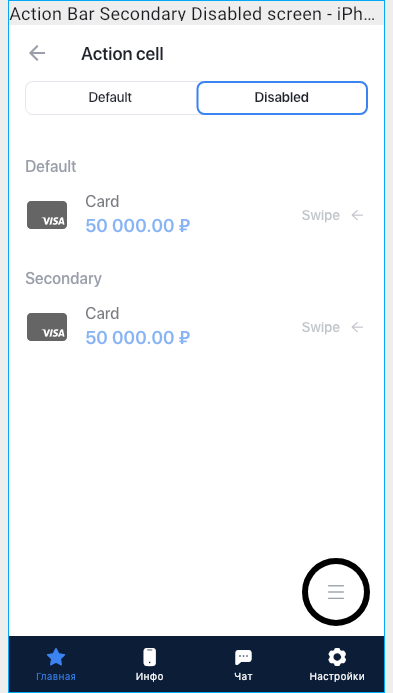 Action Bar Secondary Disabled screen - iPh...
Action cell
Default
Disabled
Default
Card
VISA
50 000.00 ₽
Swipe
Secondary
Card
VISA
50 000.00 ₽
Swipe
Главная
Инфо
Чат
Настройки